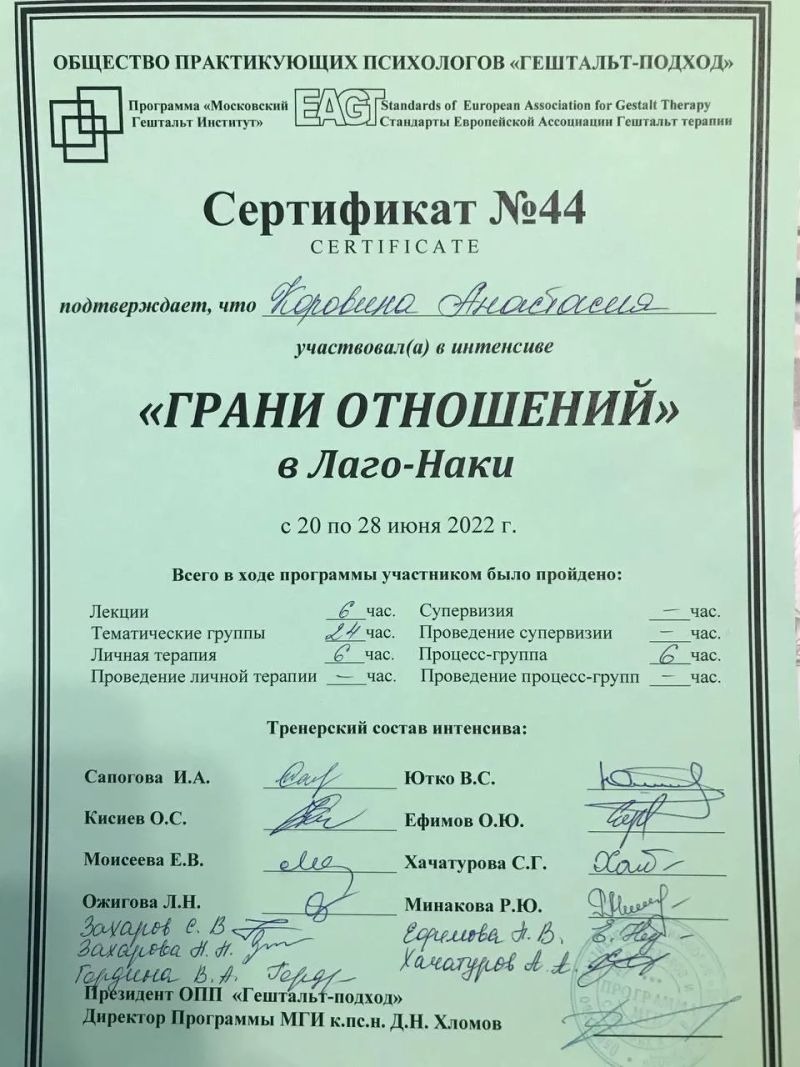 ОБЩЕСТВО ПРАКТИКУЮЩИХ ПСИХОЛОГОВ «ГЕШТАЛЬТ-ПОДХОД»
Программа «Московский Гештальт Институт»
EAGT
Standards of European Association for Gestalt Therapy
Стандарты Европейской Ассоциации Гештальт терапии
Сертификат №44
CERTIFICATE
подтверждает, что Коровина Анастасия
участвовал(а) в интенсиве
«ГРАНИ ОТНОШЕНИЙ»
в Лаго-Наки
с 20 по 28 июня 2022 г.
Всего в ходе программы участником было пройдено:
Лекции 6 час. Супервизия — час.
Тематические группы 24 час. Проведение супервизии — час.
Личная терапия 6 час. Процесс-группа 6 час.
Проведение личной терапии — час. Проведение процесс-групп — час.
Тренерский состав интенсива:
Сапогова И.А. Ютко В.С.
Кисиев О.С. Ефимов О.Ю.
Моисеева Е.В. Хачатурова С.Г.
Ожигова Л.Н. Минакова Р.Ю.
Захаров С. В. Ефимова Н. В.
Захарова Н. Н. Хачатуров А. А.
Гордина В. А.
Президент ОПП «Гештальт-подход»
Директор Программы МГИ к.пс.н. Д.Н. Хломов
ПРОГРАММА
МГИ